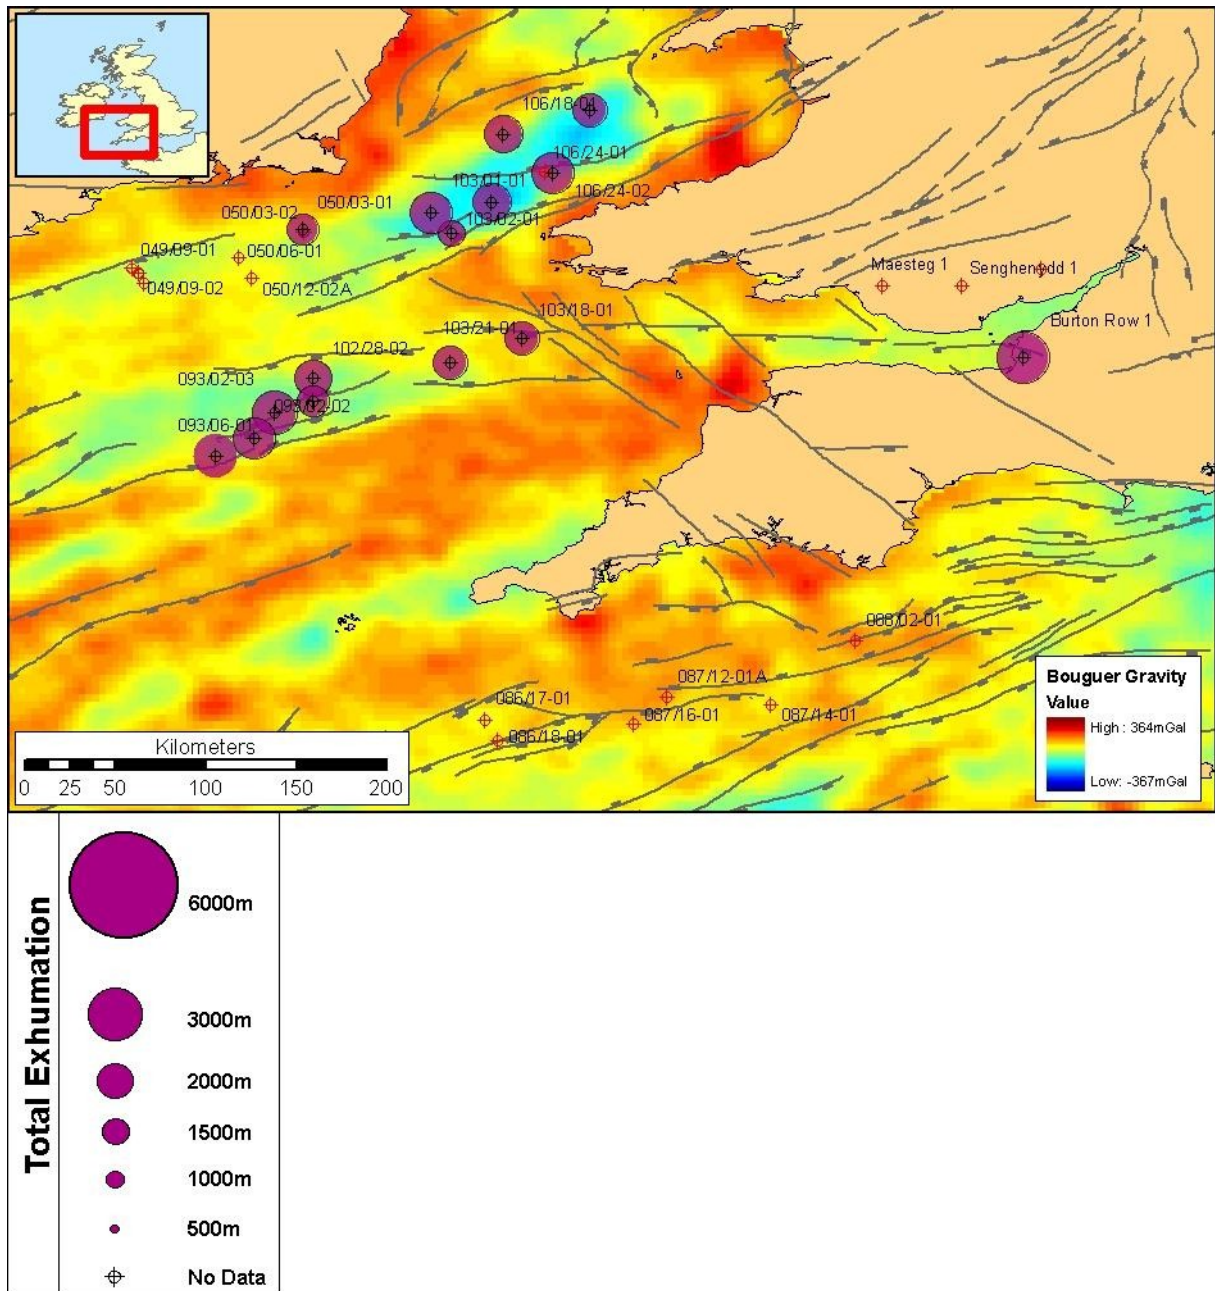 106/18-01
106/24-01
103/01-01
106/24-02
050/03-01
050/03-02
103/02-01
049/09-01
050/06-01
049/09-02
050/12-02A
Maesteg 1
Senghenydd 1
103/18-01
Burton Row 1
103/21-01
102/28-02
093/02-03
093/02-02
093/06-01
088/02-01
087/12-01A
086/17-01
087/16-01
087/14-01
086/18-01
Bouguer Gravity
Value
High : 364mGal
Low: -367mGal
Kilometers
0 25 50 100 150 200
Total Exhumation
6000m
3000m
2000m
1500m
1000m
500m
No Data